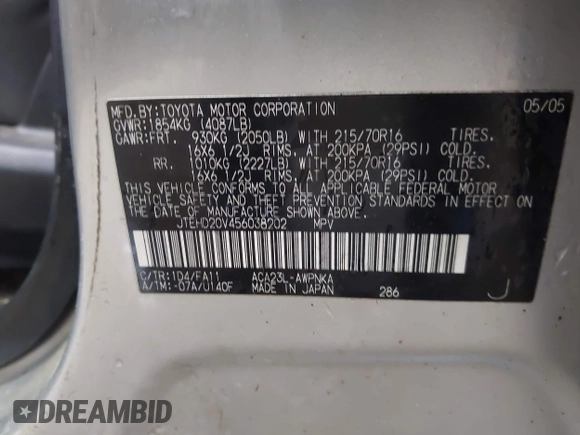 MFD.BY:TOYOTA MOTOR CORPORATION 05/05
GVWR:1854KG (4087LB)
GAWR:FRT. 930KG (2050LB) WITH 215/70R16 TIRES.
16X6 1/2J RIMS, AT 200KPA (29PSI) COLD.
RR. 1010KG (2227LB) WITH 215/70R16 TIRES.
16X6 1/2J RIMS, AT 200KPA (29PSI) COLD.
THIS VEHICLE CONFORMS TO ALL APPLICABLE FEDERAL MOTOR
VEHICLE SAFETY AND THEFT PREVENTION STANDARDS IN EFFECT ON
THE DATE OF MANUFACTURE SHOWN ABOVE.
JTEHD20V456038202 MPV
C/TR:1D4/FA11 ACA23L-AWPNKA
A/TM:-07A/U140F MADE IN JAPAN 286 J
DREAMBID